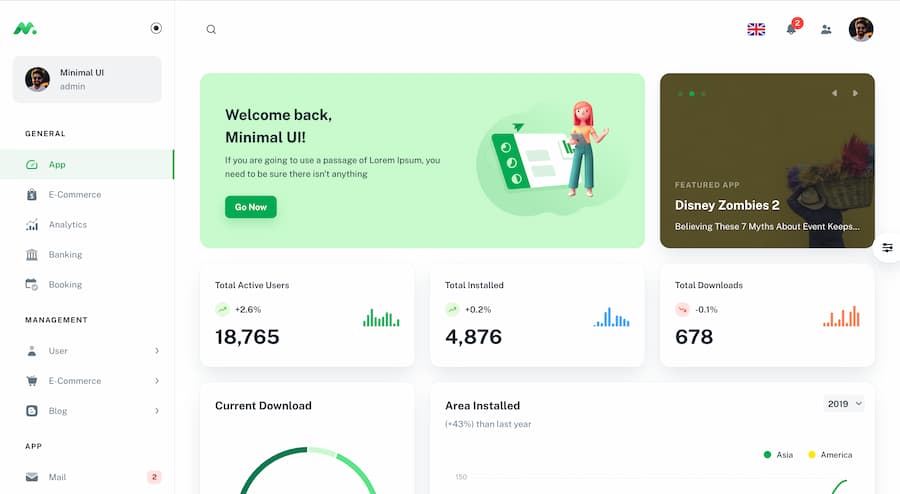 2
Minimal UI
admin
GENERAL
App
E-Commerce
Analytics
Banking
Booking
MANAGEMENT
User
E-Commerce
Blog
APP
Mail
2
Welcome back,
Minimal UI!
If you are going to use a passage of Lorem Ipsum, you
need to be sure there isn't anything
Go Now
FEATURED APP
Disney Zombies 2
Believing These 7 Myths About Event Keeps...
Total Active Users
+2.6%
18,765
Total Installed
+0.2%
4,876
Total Downloads
-0.1%
678
Current Download
Area Installed
(+43%) than last year
2019
Asia
America
150